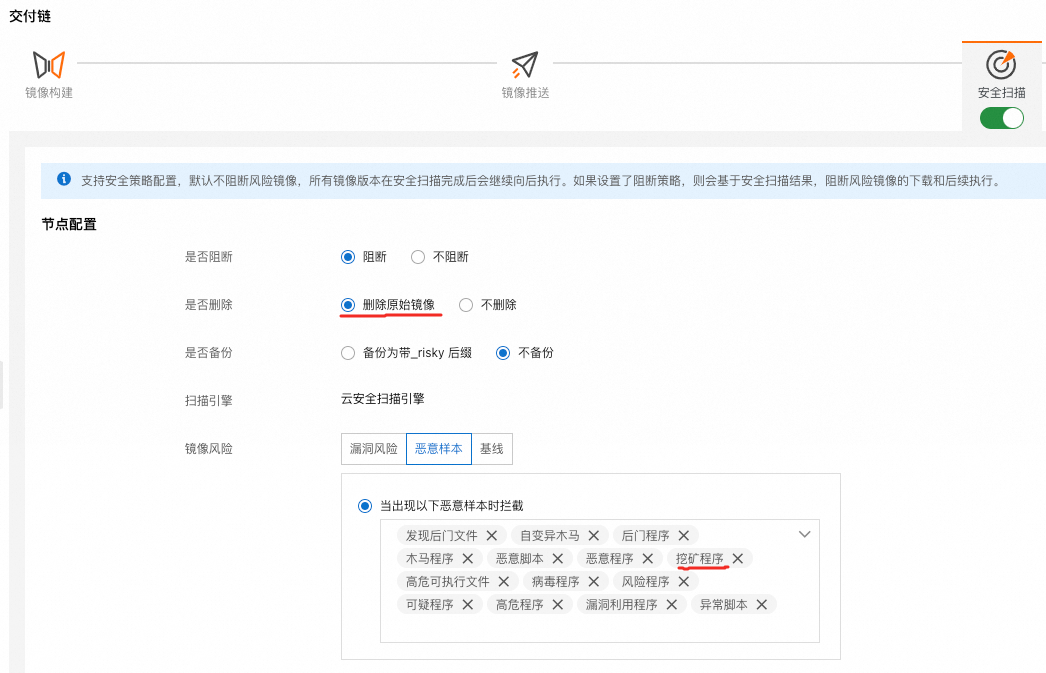 交付链
镜像构建
镜像推送
安全扫描
支持安全策略配置，默认不阻断风险镜像，所有镜像版本在安全扫描完成后会继续向后执行。如果设置了阻断策略，则会基于安全扫描结果，阻断风险镜像的下载和后续执行。
节点配置
是否阻断 阻断 不阻断
是否删除 删除原始镜像 不删除
是否备份 备份为带_risky 后缀 不备份
扫描引擎 云安全扫描引擎
镜像风险 漏洞风险 恶意样本 基线
当出现以下恶意样本时拦截
发现后门文件 自变异木马 后门程序
木马程序 恶意脚本 恶意程序 挖矿程序
高危可执行文件 病毒程序 风险程序
可疑程序 高危程序 漏洞利用程序 异常脚本